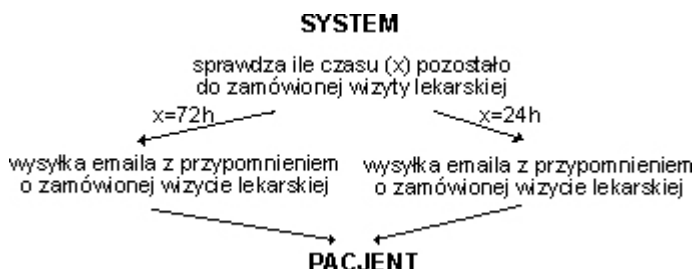 SYSTEM
sprawdza ile czasu (x) pozostało
do zamówionej wizyty lekarskiej
x=72h
x=24h
wysyłka emaila z przypomnieniem
o zamówionej wizycie lekarskiej
wysyłka emaila z przypomnieniem
o zamówionej wizycie lekarskiej
PACJENT